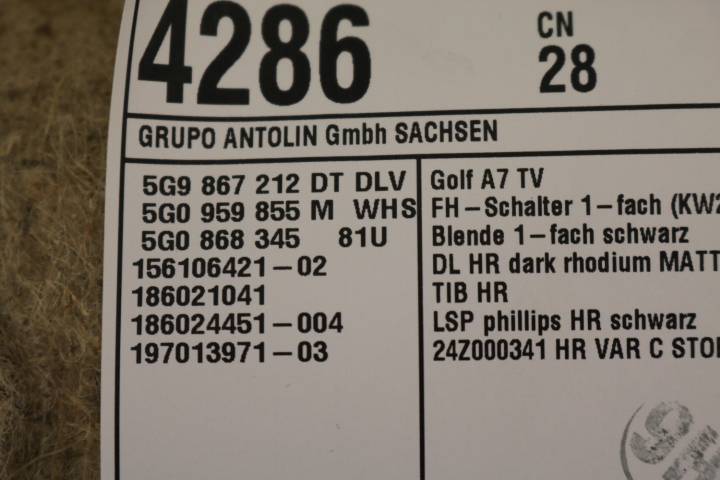 4286 CN
28
GRUPO ANTOLIN Gmbh SACHSEN
5G9 867 212 DT DLV Golf A7 TV
5G0 959 855 M WHS FH-Schalter 1-fach
5G0 868 345 81U Blende 1-fach schwarz
156106421-02 DL HR dark rhodium MATT
186021041 TIB HR
186024451-004 LSP phillips HR schwarz
197013971-03 24Z000341 HR VAR C